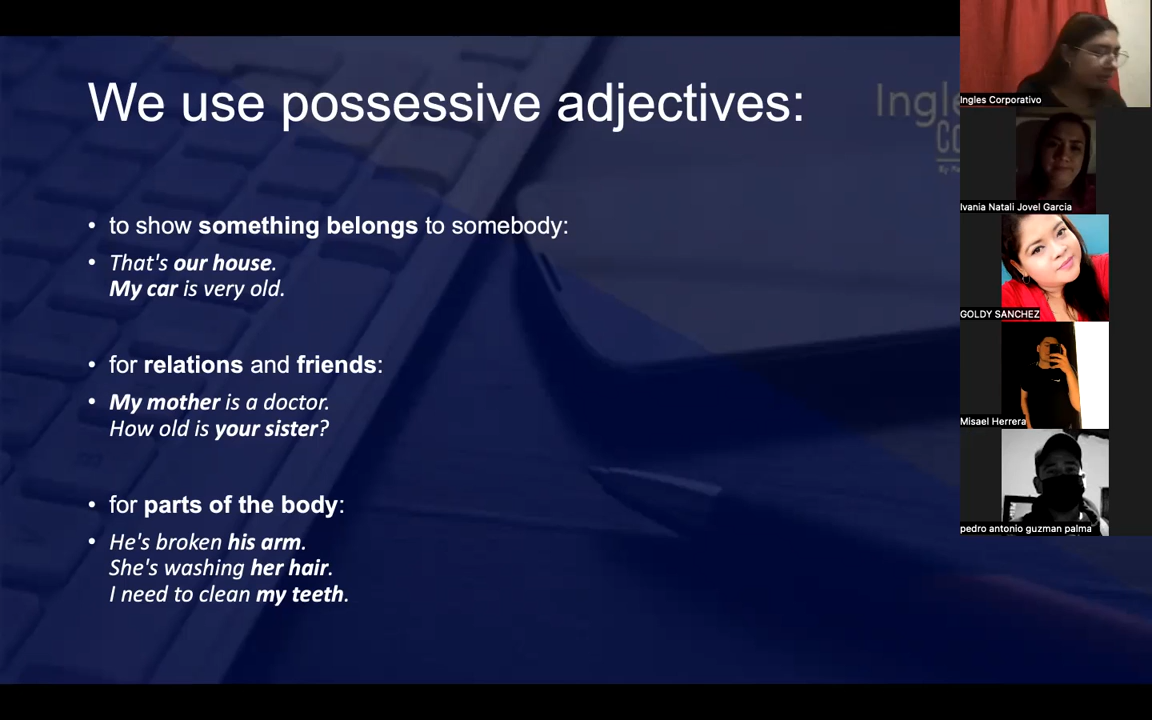 We use possessive adjectives:
• to show something belongs to somebody:
• That's our house.
My car is very old.
• for relations and friends:
• My mother is a doctor.
How old is your sister?
• for parts of the body:
• He's broken his arm.
She's washing her hair.
I need to clean my teeth.
Ingles Corporativo
Ivania Natali Jovel Garcia
GOLDY SANCHEZ
Misael Herrera
pedro antonio guzman palma